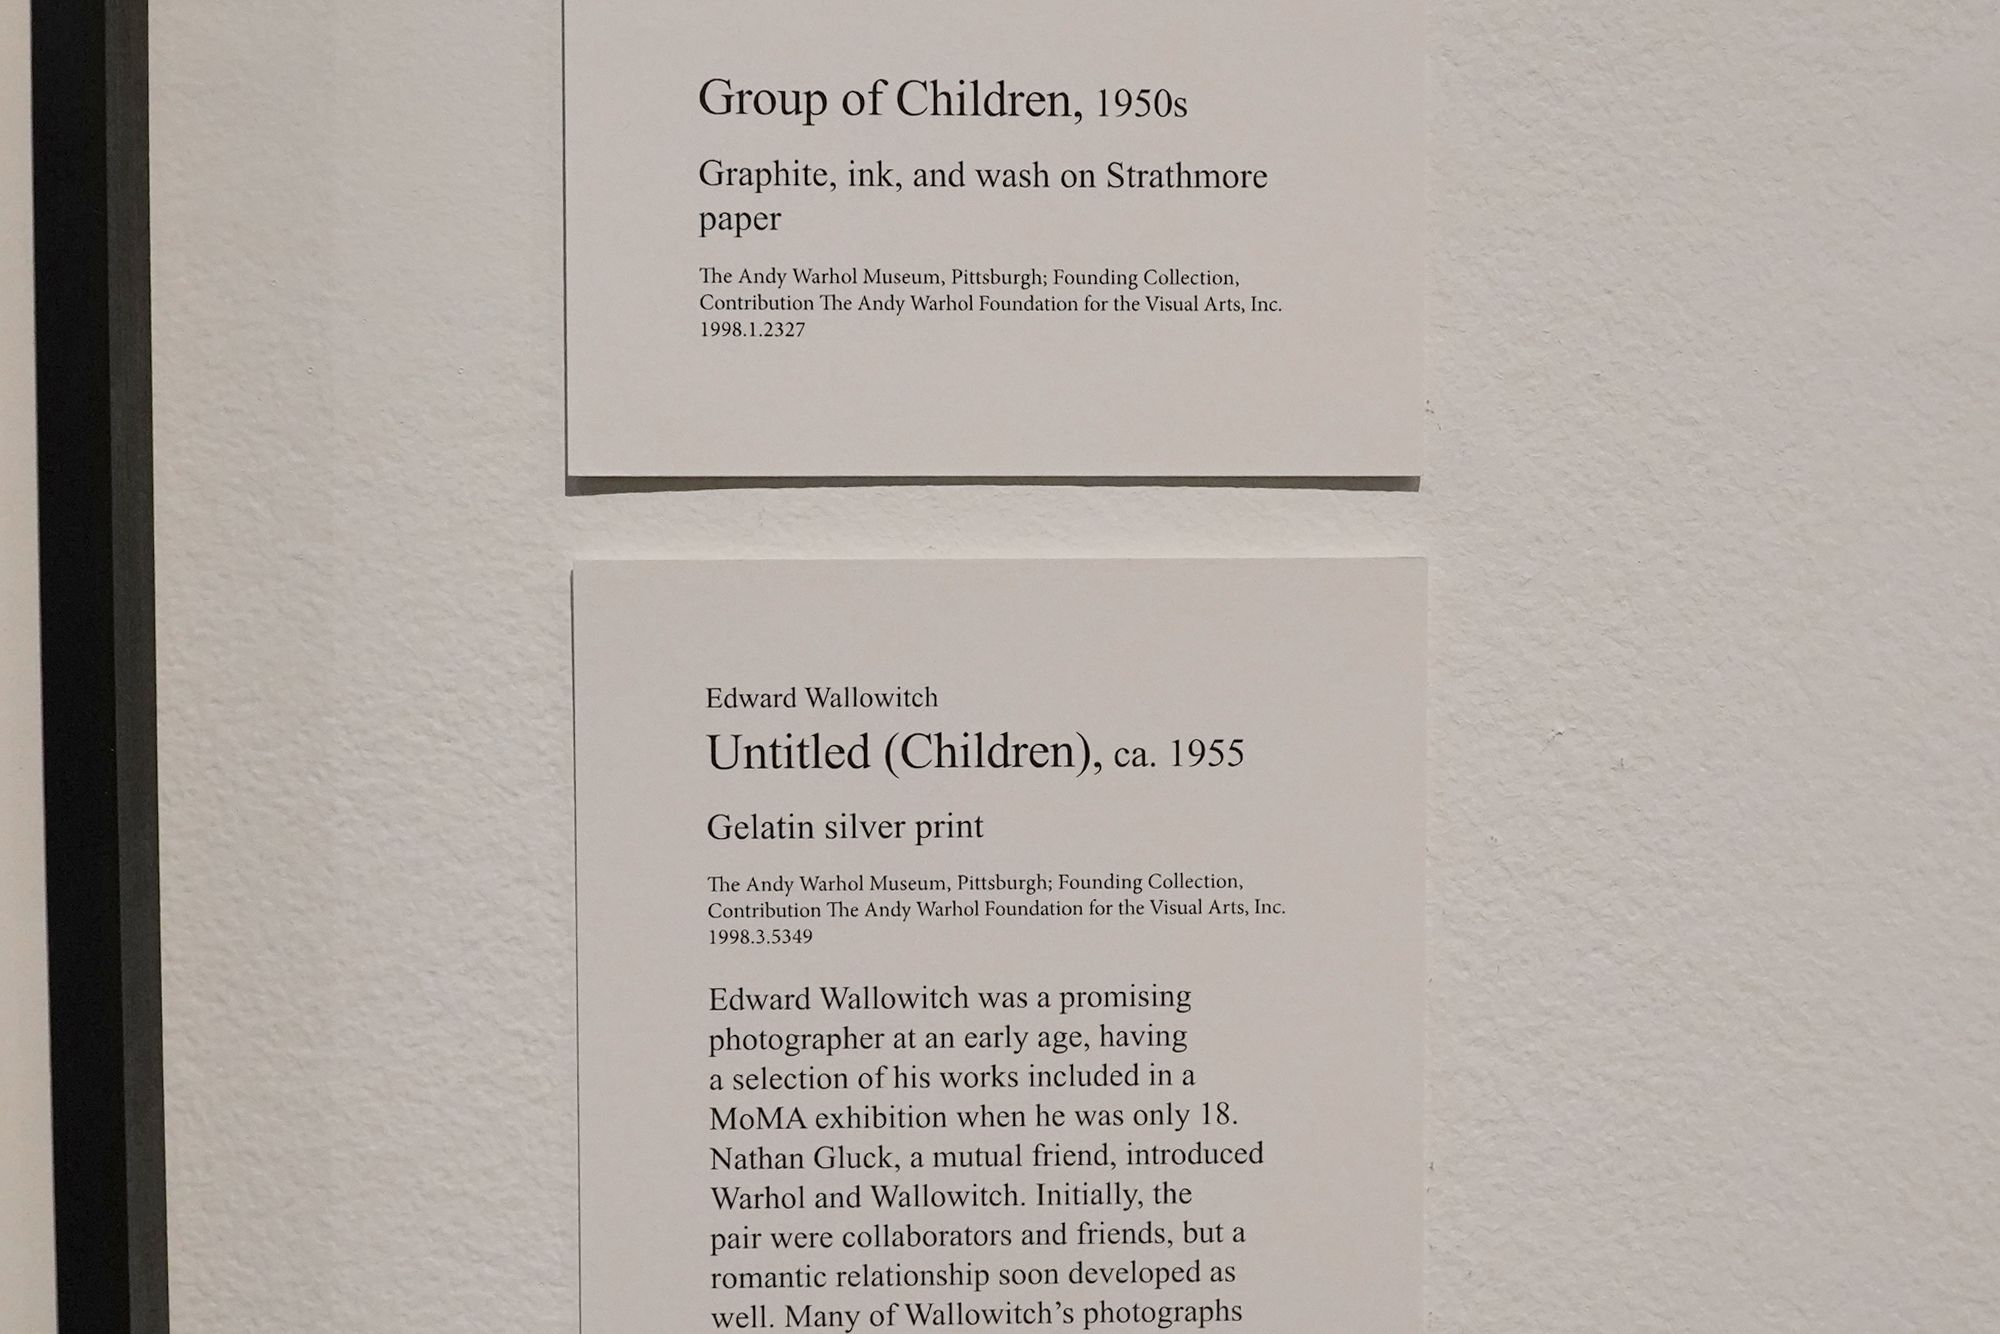 Group of Children, 1950s
Graphite, ink, and wash on Strathmore
paper
The Andy Warhol Museum, Pittsburgh; Founding Collection,
Contribution The Andy Warhol Foundation for the Visual Arts, Inc.
1998.1.2327
Edward Wallowitch
Untitled (Children), ca. 1955
Gelatin silver print
The Andy Warhol Museum, Pittsburgh; Founding Collection,
Contribution The Andy Warhol Foundation for the Visual Arts, Inc.
1998.3.5349
Edward Wallowitch was a promising
photographer at an early age, having
a selection of his works included in a
MoMA exhibition when he was only 18.
Nathan Gluck, a mutual friend, introduced
Warhol and Wallowitch. Initially, the
pair were collaborators and friends, but a
romantic relationship soon developed as
well. Many of Wallowitch’s photographs